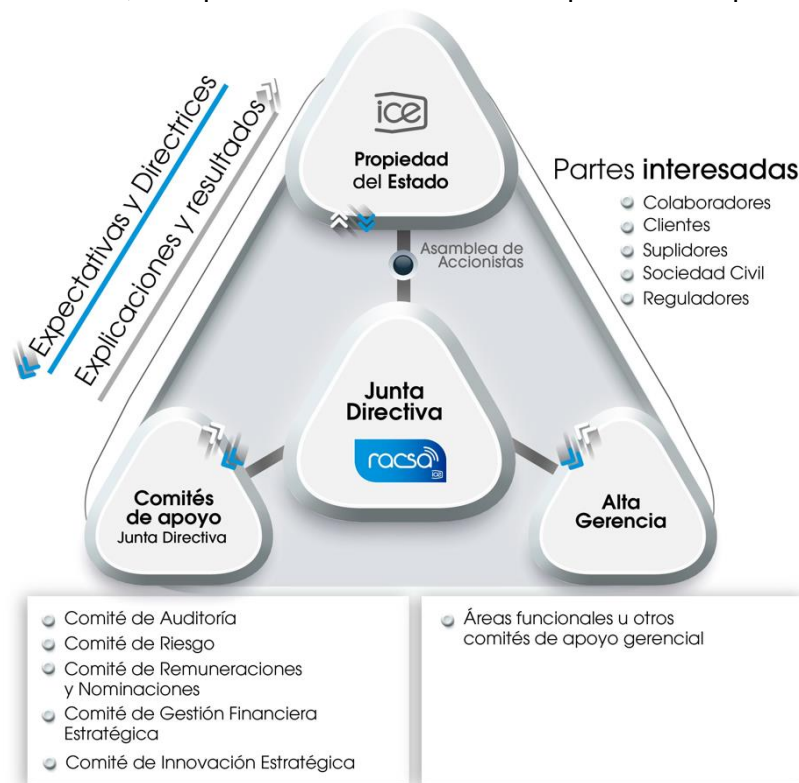 ice
Propiedad
del Estado
Expectativas y Directrices
Explicaciones y resultados
Partes interesadas
Colaboradores
Clientes
Suplidores
Sociedad Civil
Reguladores
Asamblea de
Accionistas
Junta
Directiva
racsa
ice
Comités
de apoyo
Junta Directiva
Alta
Gerencia
Comité de Auditoría
Comité de Riesgo
Comité de Remuneraciones
y Nominaciones
Comité de Gestión Financiera
Estratégica
Comité de Innovación Estratégica
Áreas funcionales u otros
comités de apoyo gerencial